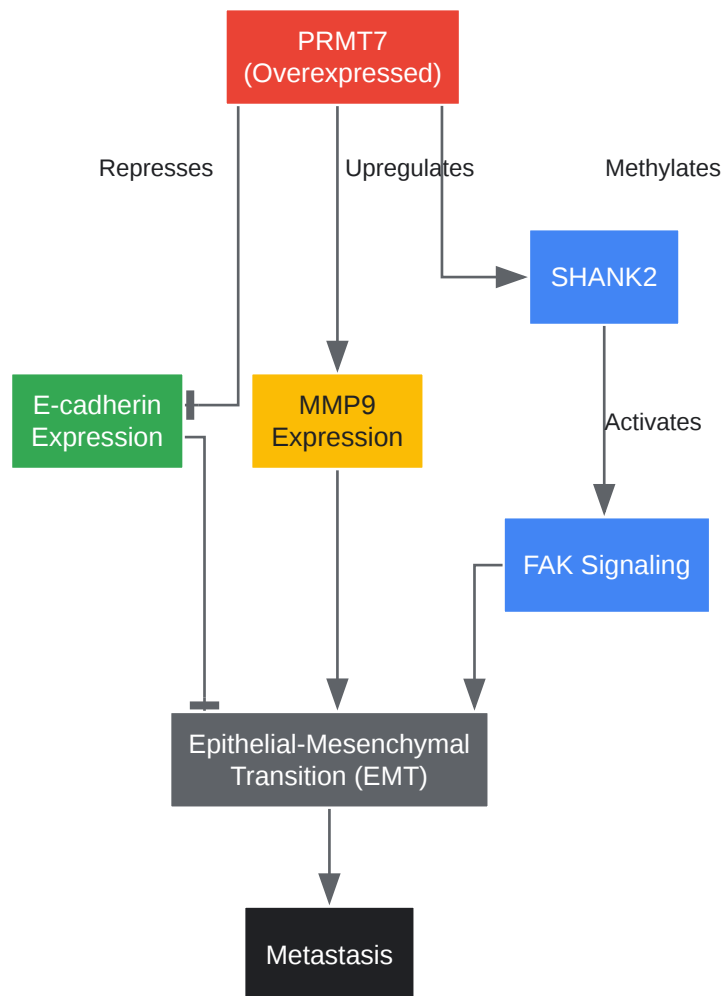 PRMT7
(Overexpressed)
Represses
Upregulates
Methylates
SHANK2
E-cadherin
Expression
MMP9
Expression
Activates
FAK Signaling
Epithelial-Mesenchymal
Transition (EMT)
Metastasis